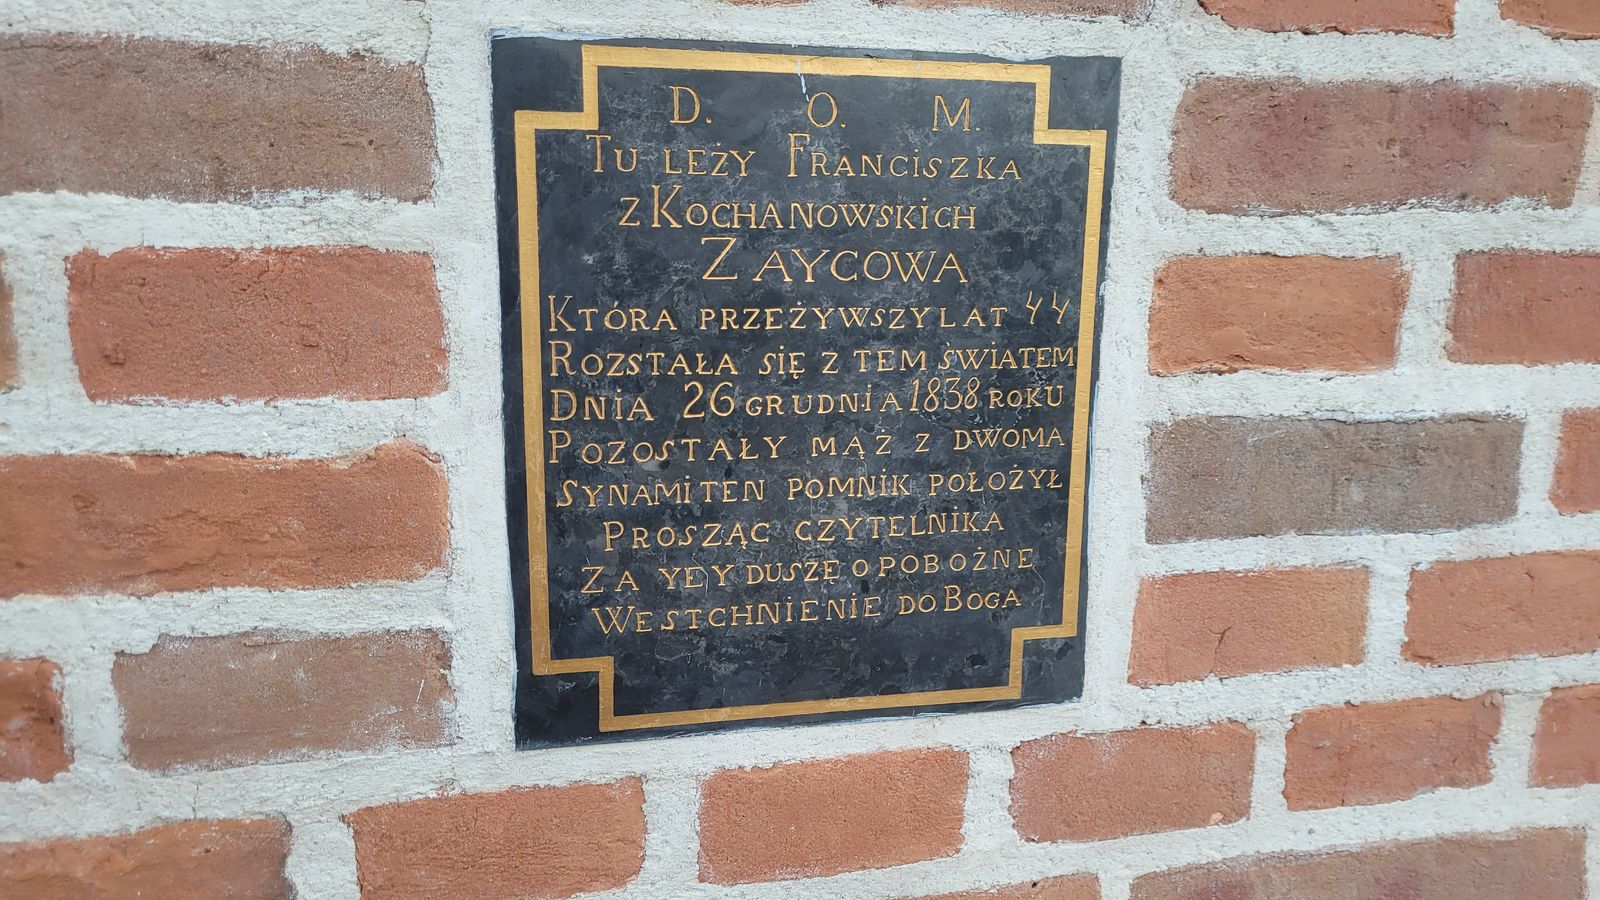 D. O. M.
TU LEŻY FRANCISZKA
Z KOCHANOWSKICH
ZAYCOWA
KTÓRA PRZEŻYWSZY LAT 44
ROZSTAŁA SIĘ Z TEM ŚWIATEM
DNIA 26 GRUDNIA 1838 ROKU
POZOSTAŁY MĄŻ Z DWOMA
SYNAMI TEN POMNIK POŁOŻYŁ
PROSZĄC CZYTELNIKA
ZA YEY DUSZĘ O POBOŻNE
WESTCHNIENIE DO BOGA